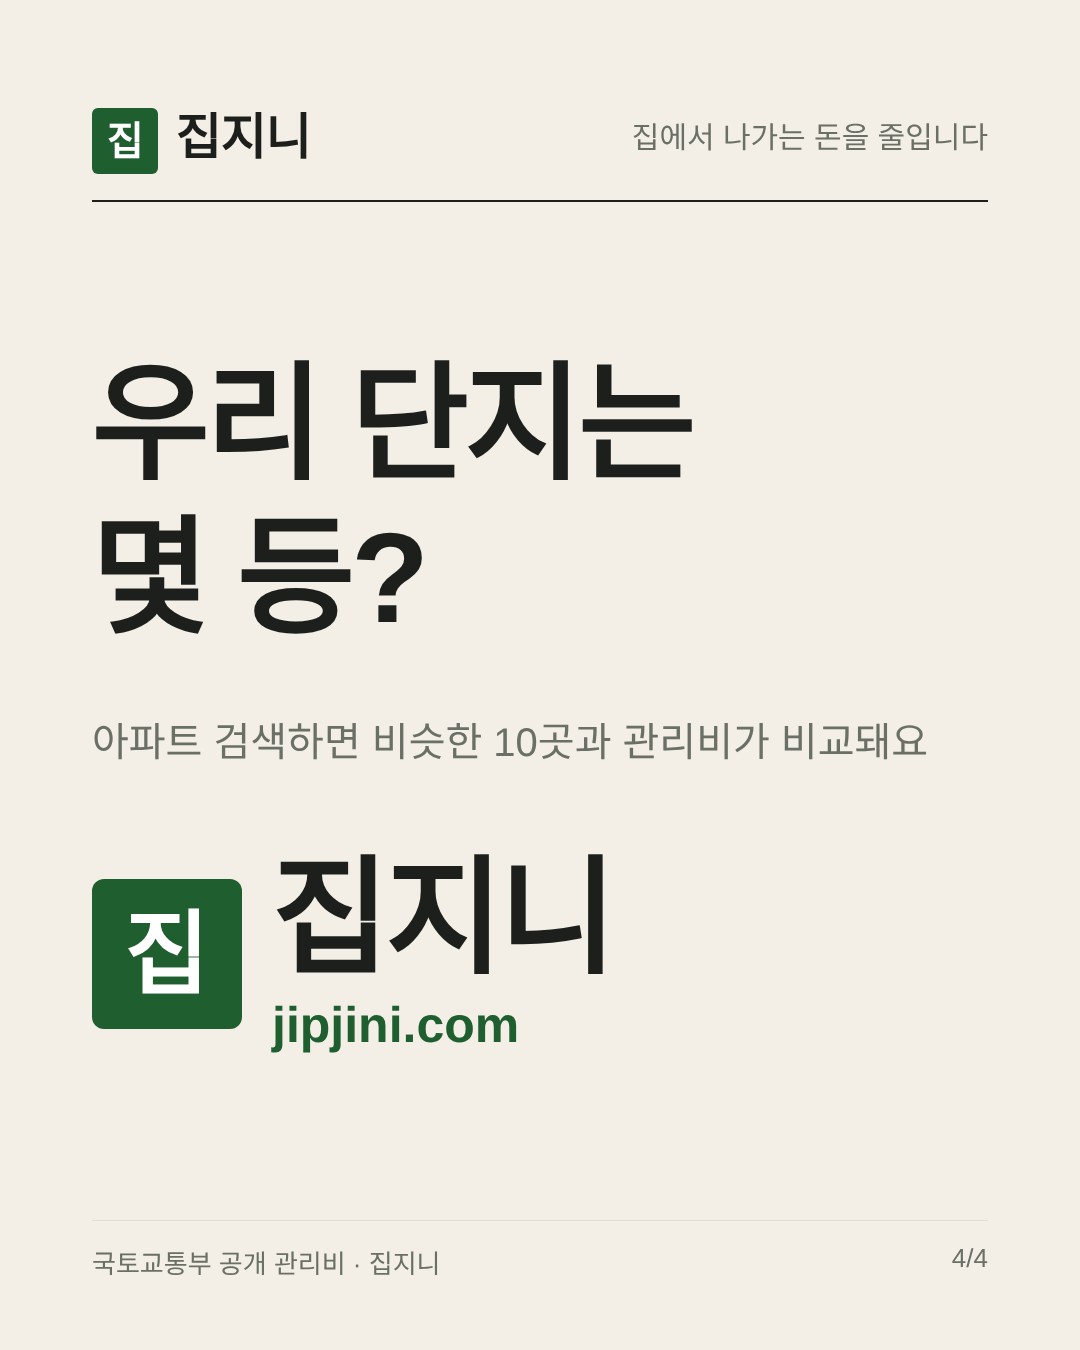 집 집지니
집에서 나가는 돈을 줄입니다
우리 단지는
몇 등?
아파트 검색하면 비슷한 10곳과 관리비가 비교돼요
집 집지니
jipjini.com
국토교통부 공개 관리비 · 집지니
4/4